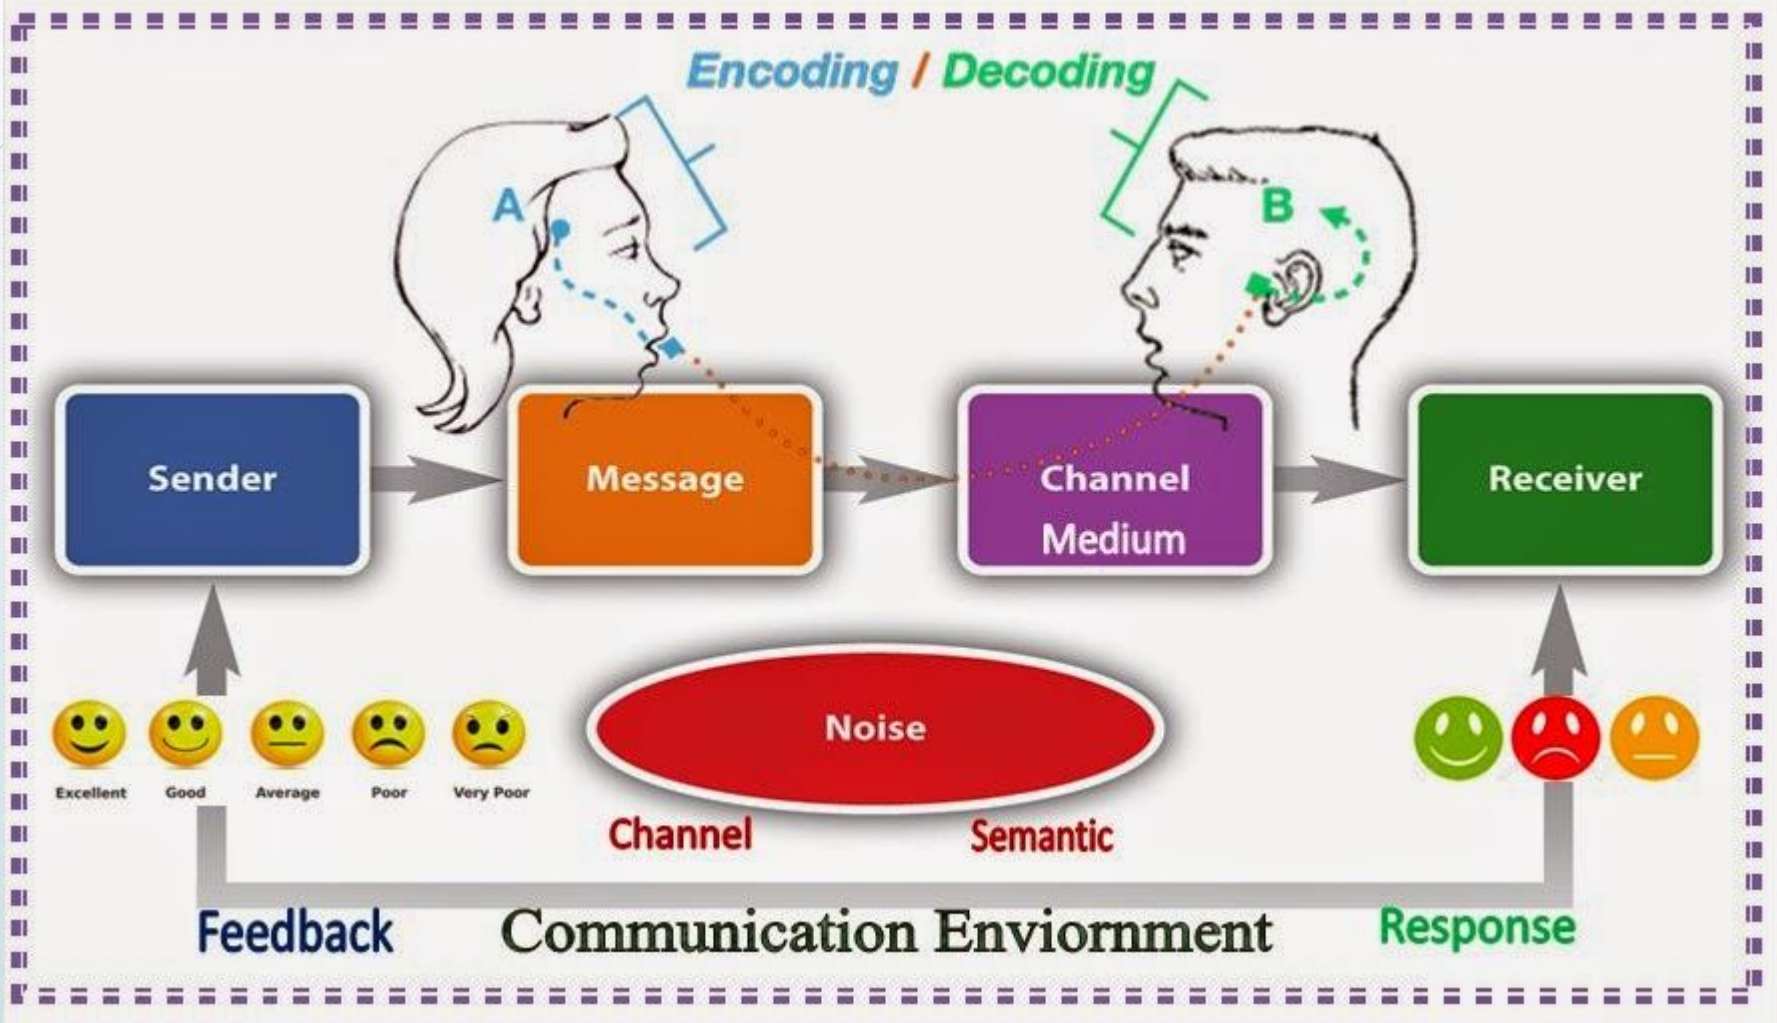 Encoding / Decoding
A
B
Sender
Message
Channel
Medium
Receiver
Noise
Excellent
Good
Average
Poor
Very Poor
Channel
Semantic
Feedback
Communication Enviornment
Response